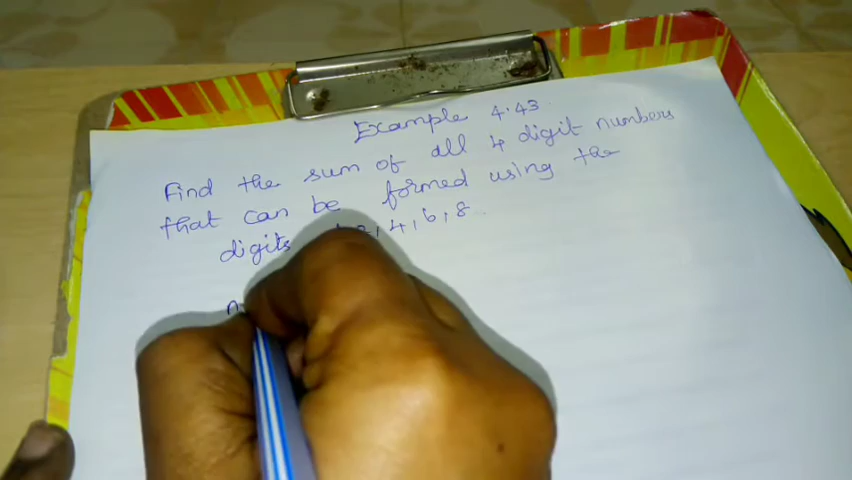 Example 4.43.
Find the sum of all 4 digit numbers
that can be formed using the
digits 2, 4, 6, 8.
n